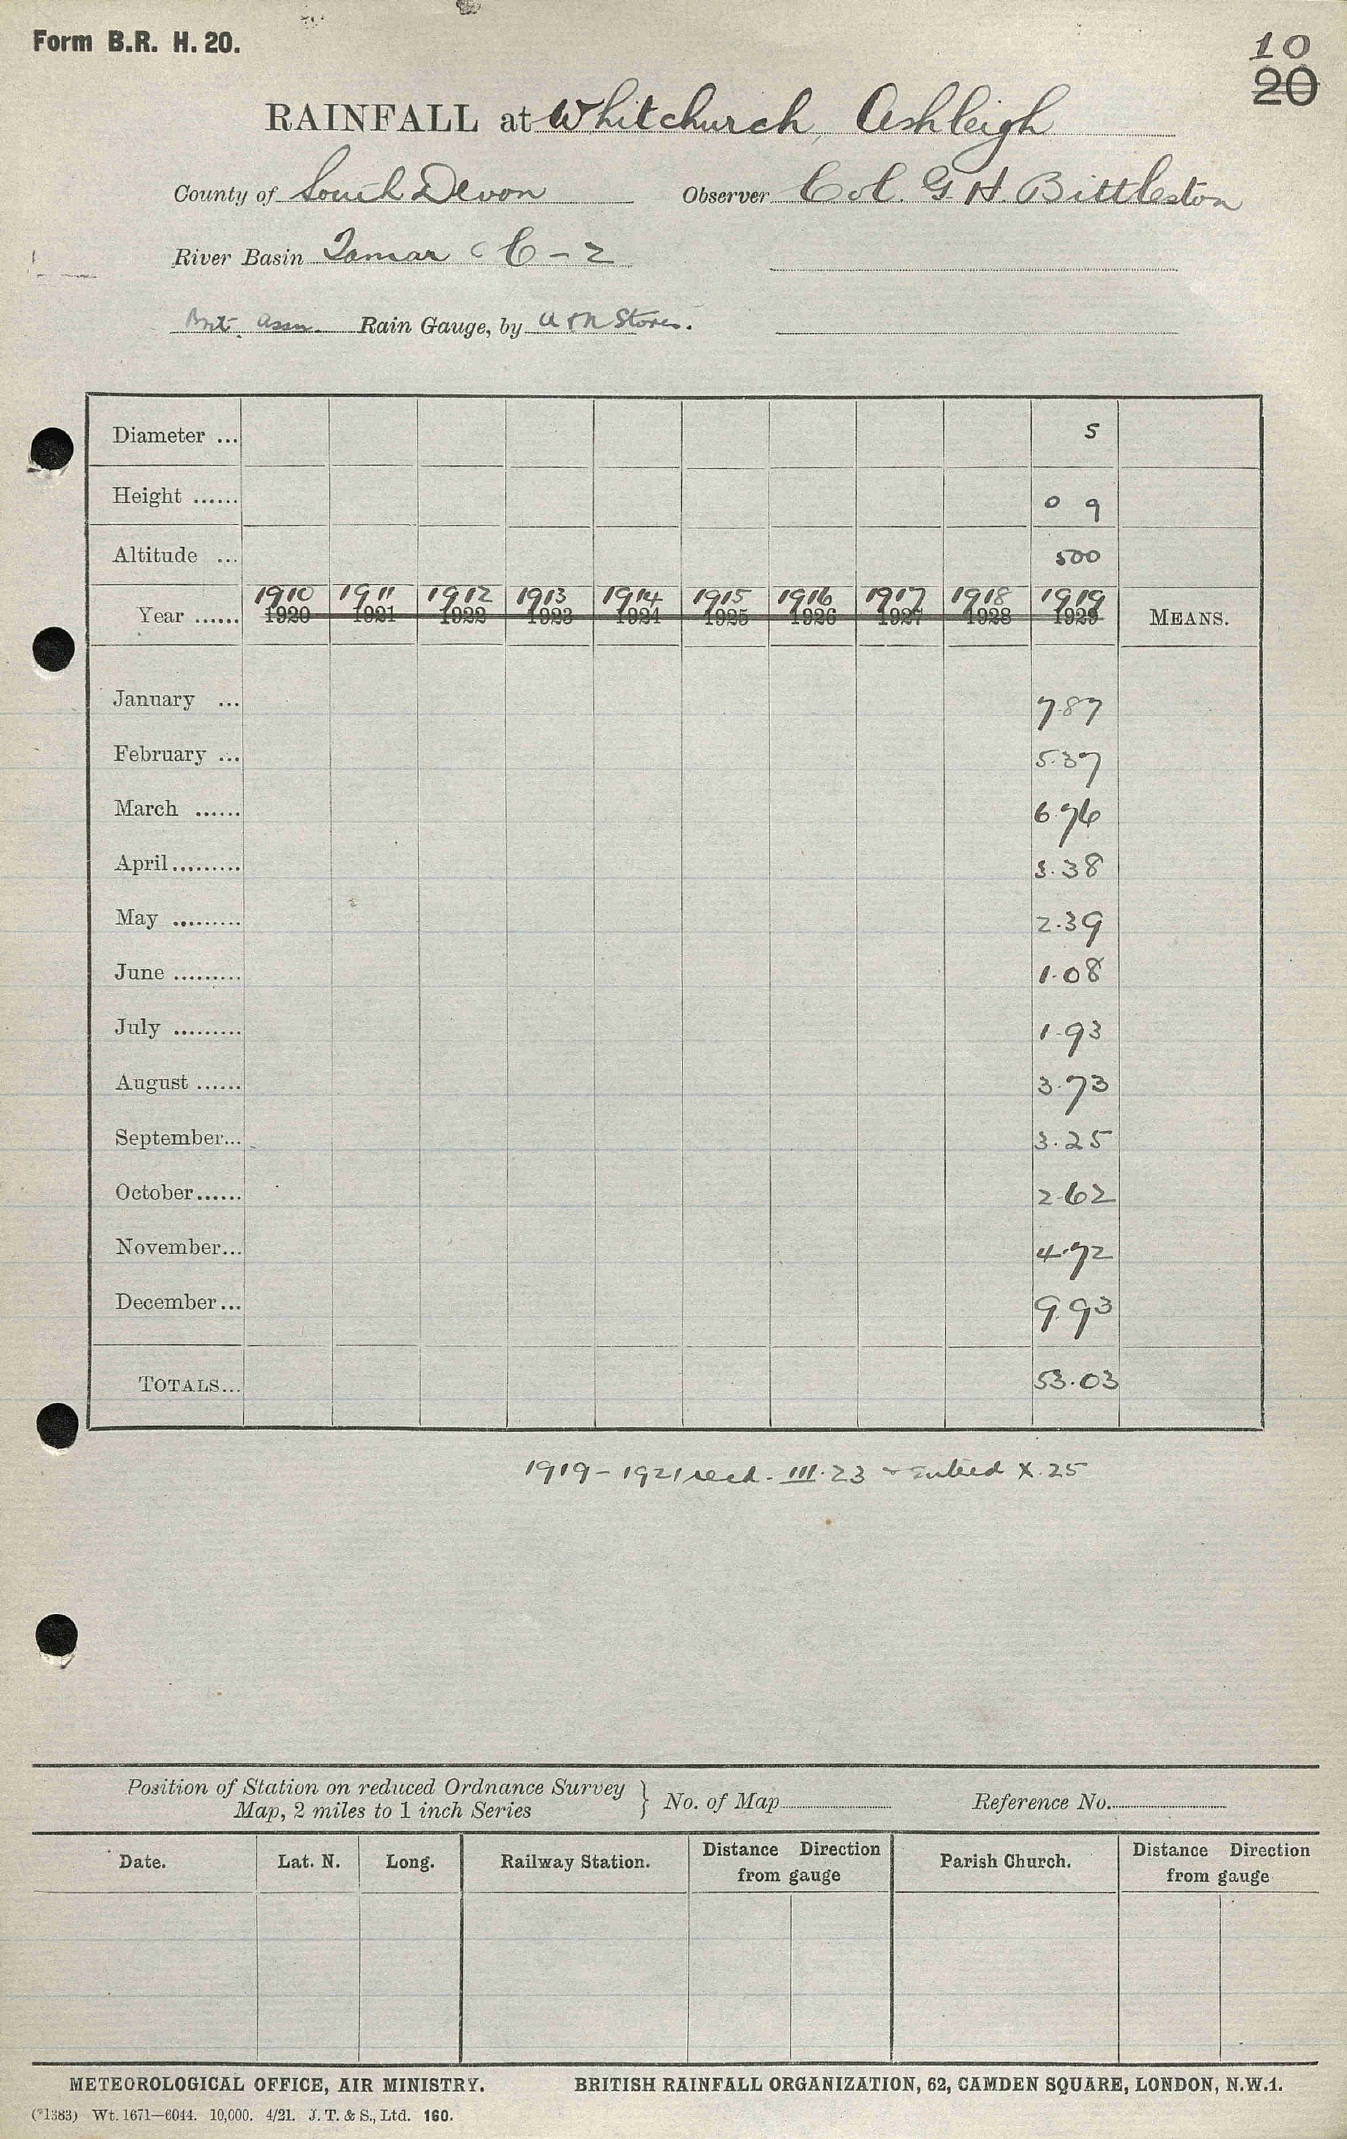 Form B.R. H. 20.
10
20
RAINFALL at Whitchurch, Ashleigh
County of South Devon Observer Col. G. H. Bittleston
River Basin Tamar C-2
Brit. Assn. Rain Gauge, by A & N Stores.
Diameter ... 5
Height ...... 0 9
Altitude ... 500
1910 1911 1912 1913 1914 1915 1916 1917 1918 1919
Year ...... 1920 1921 1922 1923 1924 1925 1926 1927 1928 1929 MEANS.
January ... 7.87
February ... 5.37
March ...... 6.76
April ......... 3.38
May ......... 2.39
June ......... 1.08
July ......... 1.93
August ...... 3.73
September... 3.25
October...... 2.62
November... 4.72
December... 9.93
TOTALS... 53.03
1919-1921 recd. III.23 & entered X.25
Position of Station on reduced Ordnance Survey
Map, 2 miles to 1 inch Series } No. of Map Reference No.
Date. Lat. N. Long. Railway Station. Distance Direction from gauge Parish Church. Distance Direction from gauge
METEOROLOGICAL OFFICE, AIR MINISTRY. BRITISH RAINFALL ORGANIZATION, 62, CAMDEN SQUARE, LONDON, N.W.1.
(*1383) Wt. 1671—6044. 10,000. 4/21. J. T. & S., Ltd. 160.